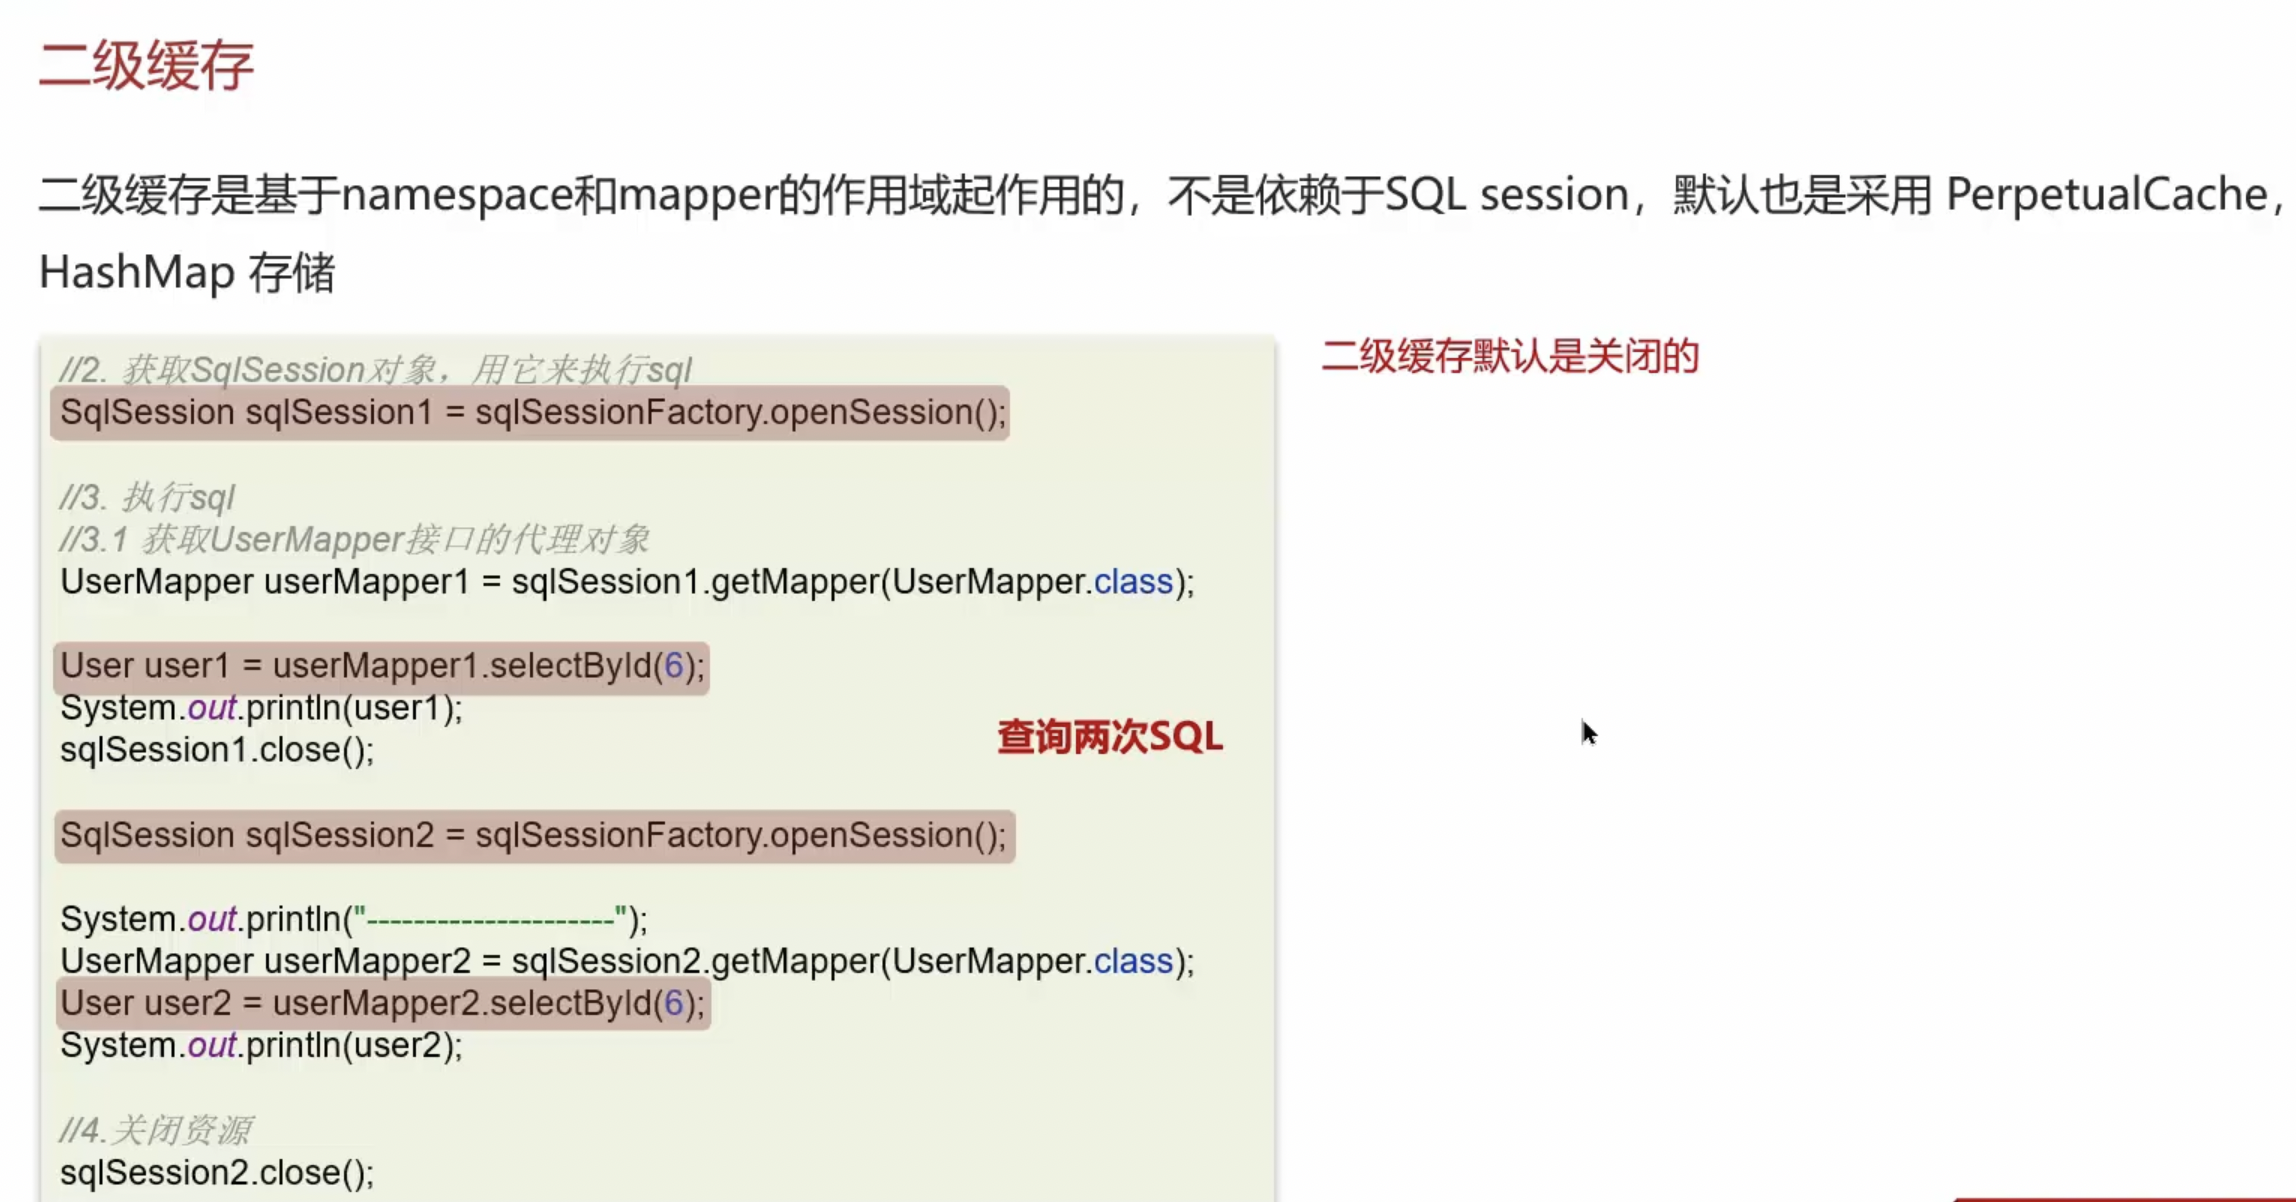 二级缓存
二级缓存是基于namespace和mapper的作用域起作用的，不是依赖于SQL session，默认也是采用 PerpetualCache，
HashMap 存储
//2. 获取SqlSession对象，用它来执行sql
SqlSession sqlSession1 = sqlSessionFactory.openSession();
//3. 执行sql
//3.1 获取UserMapper接口的代理对象
UserMapper userMapper1 = sqlSession1.getMapper(UserMapper.class);
User user1 = userMapper1.selectById(6);
System.out.println(user1);
sqlSession1.close();
SqlSession sqlSession2 = sqlSessionFactory.openSession();
System.out.println("----------------------");
UserMapper userMapper2 = sqlSession2.getMapper(UserMapper.class);
User user2 = userMapper2.selectById(6);
System.out.println(user2);
//4.关闭资源
sqlSession2.close();
查询两次SQL
二级缓存默认是关闭的